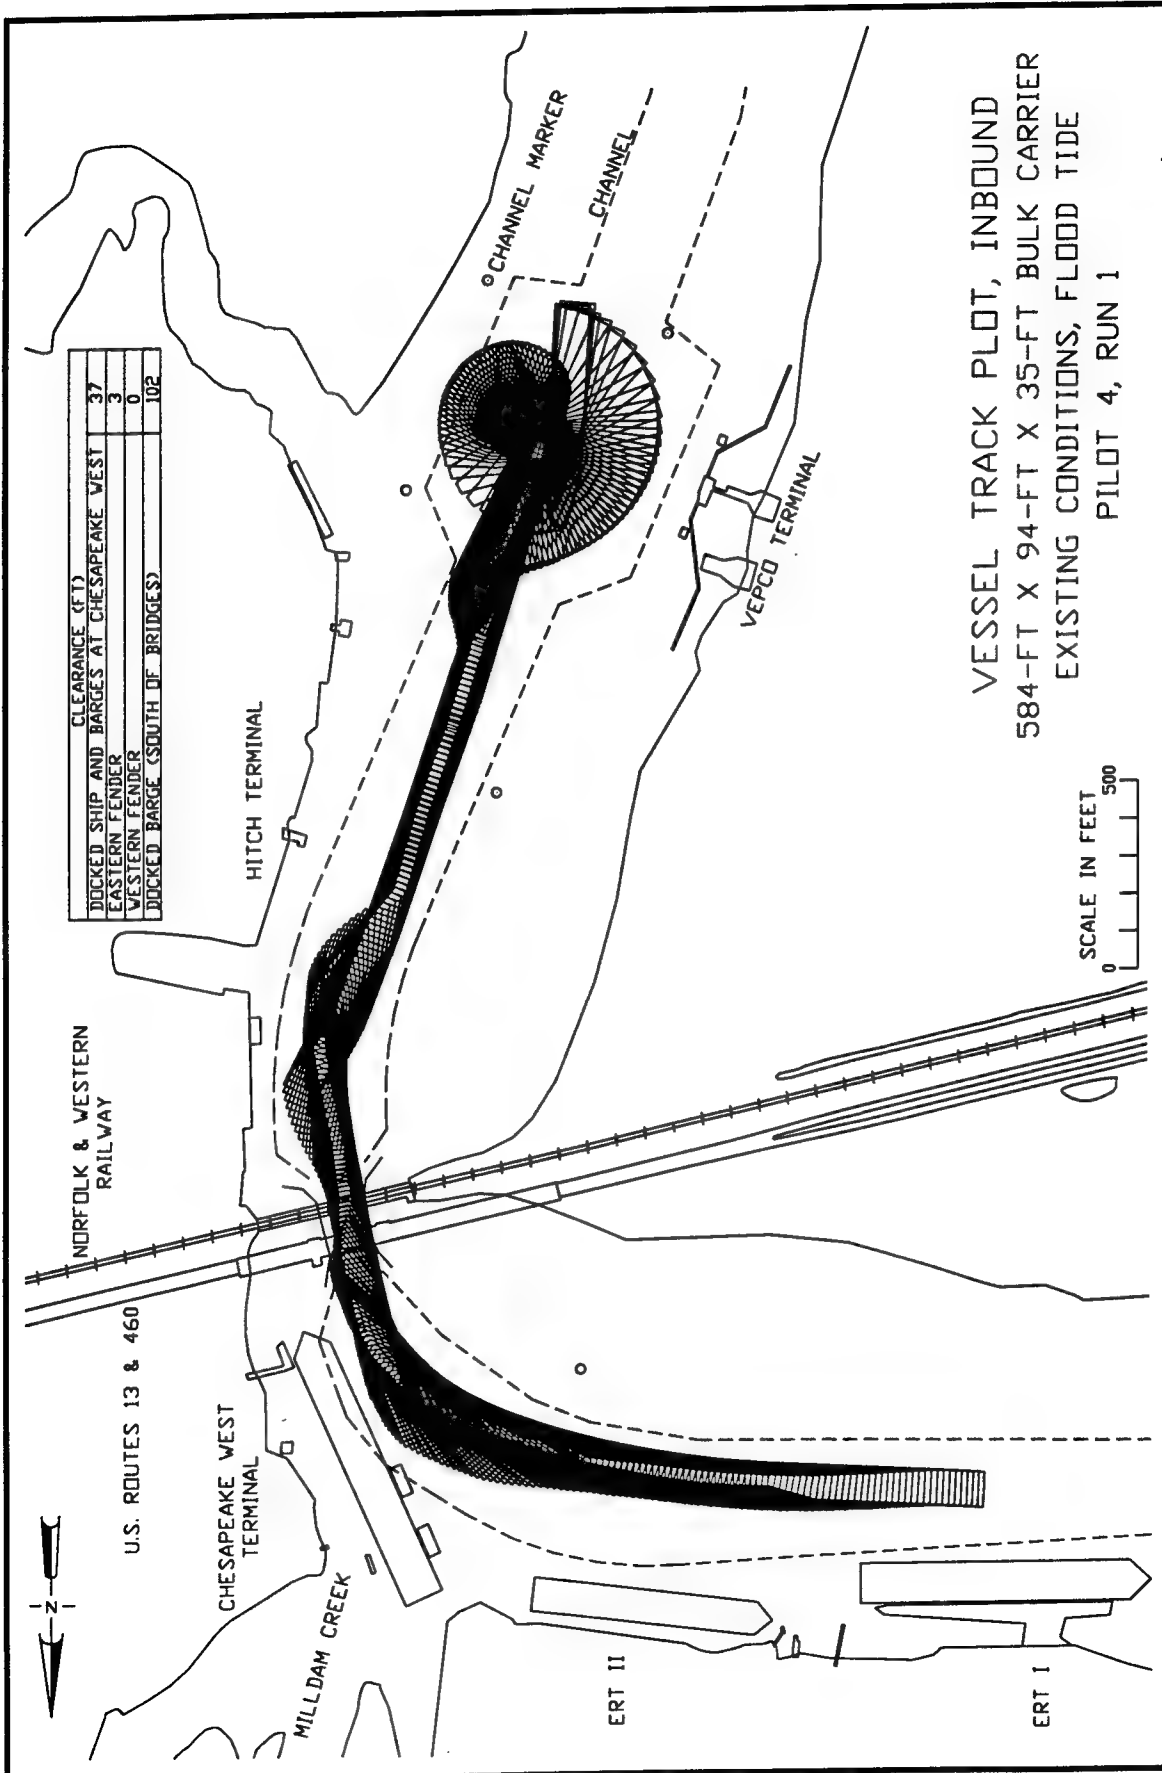 CLEARANCE (FT)
DOCKED SHIP AND BARGES AT CHESAPEAKE WEST 37
EASTERN FENDER 3
WESTERN FENDER 0
DOCKED BARGE (SOUTH OF BRIDGES) 102
N
U.S. ROUTES 13 & 460
NORFOLK & WESTERN
RAILWAY
HITCH TERMINAL
CHANNEL MARKER
CHANNEL
CHESAPEAKE WEST
TERMINAL
MILLDAM CREEK
VEPCO TERMINAL
ERT II
ERT I
SCALE IN FEET
0 500
VESSEL TRACK PLOT, INBOUND
584-FT X 94-FT X 35-FT BULK CARRIER
EXISTING CONDITIONS, FLOOD TIDE
PILOT 4, RUN 1